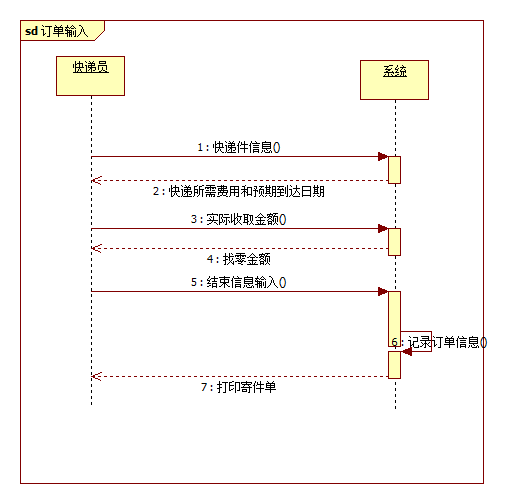 sd 订单输入
快递员
系统
1 : 快递件信息()
2 : 快递所需费用和预期到达日期
3 : 实际收取金额()
4 : 找零金额
5 : 结束信息输入()
6 : 记录订单信息()
7 : 打印寄件单